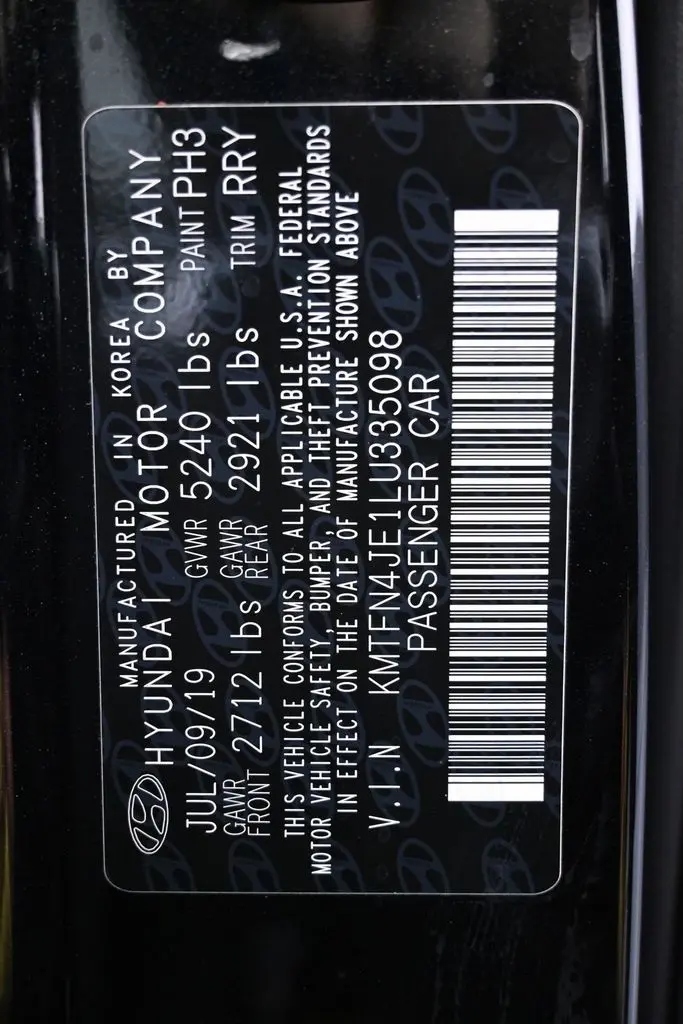 MANUFACTURED IN KOREA BY
HYUNDAI MOTOR COMPANY
JUL/09/19 GVWR 5240 lbs PAINT PH3
GAWR FRONT 2712 lbs GAWR REAR 2921 lbs TRIM RRY
THIS VEHICLE CONFORMS TO ALL APPLICABLE U.S.A. FEDERAL
MOTOR VEHICLE SAFETY, BUMPER, AND THEFT PREVENTION STANDARDS
IN EFFECT ON THE DATE OF MANUFACTURE SHOWN ABOVE
V.I.N KMTFN4JE1LU335098
PASSENGER CAR